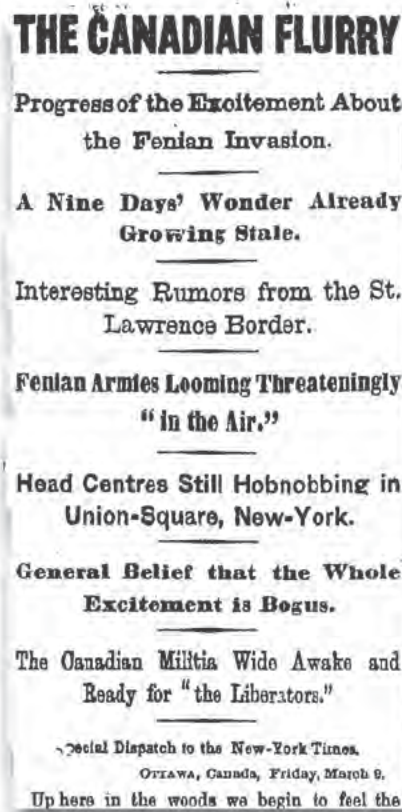 THE CANADIAN FLURRY
Progress of the Excitement About
the Fenian Invasion.
A Nine Days' Wonder Already
Growing Stale.
Interesting Rumors from the St.
Lawrence Border.
Fenian Armies Looming Threateningly
"in the Air."
Head Centres Still Hobnobbing in
Union-Square, New-York.
General Belief that the Whole
Excitement is Bogus.
The Canadian Militia Wide Awake and
Ready for "the Liberators."
Special Dispatch to the New-York Times.
OTTAWA, Canada, Friday, March 9.
Up here in the woods we begin to feel the